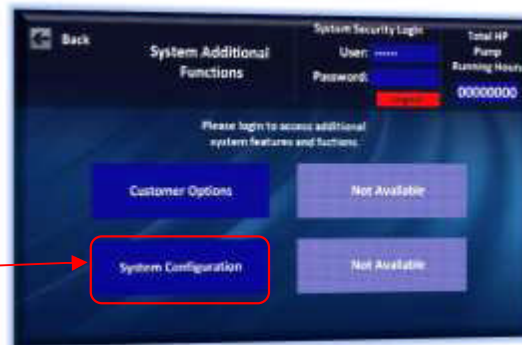 Back
System Additional
Functions
System Security Login
User: *****
Password:
Total HP
Pump
Running Hours
00000000
Please login to access additional
system features and fuctions.
Customer Options
Not Available
System Configuration
Not Available